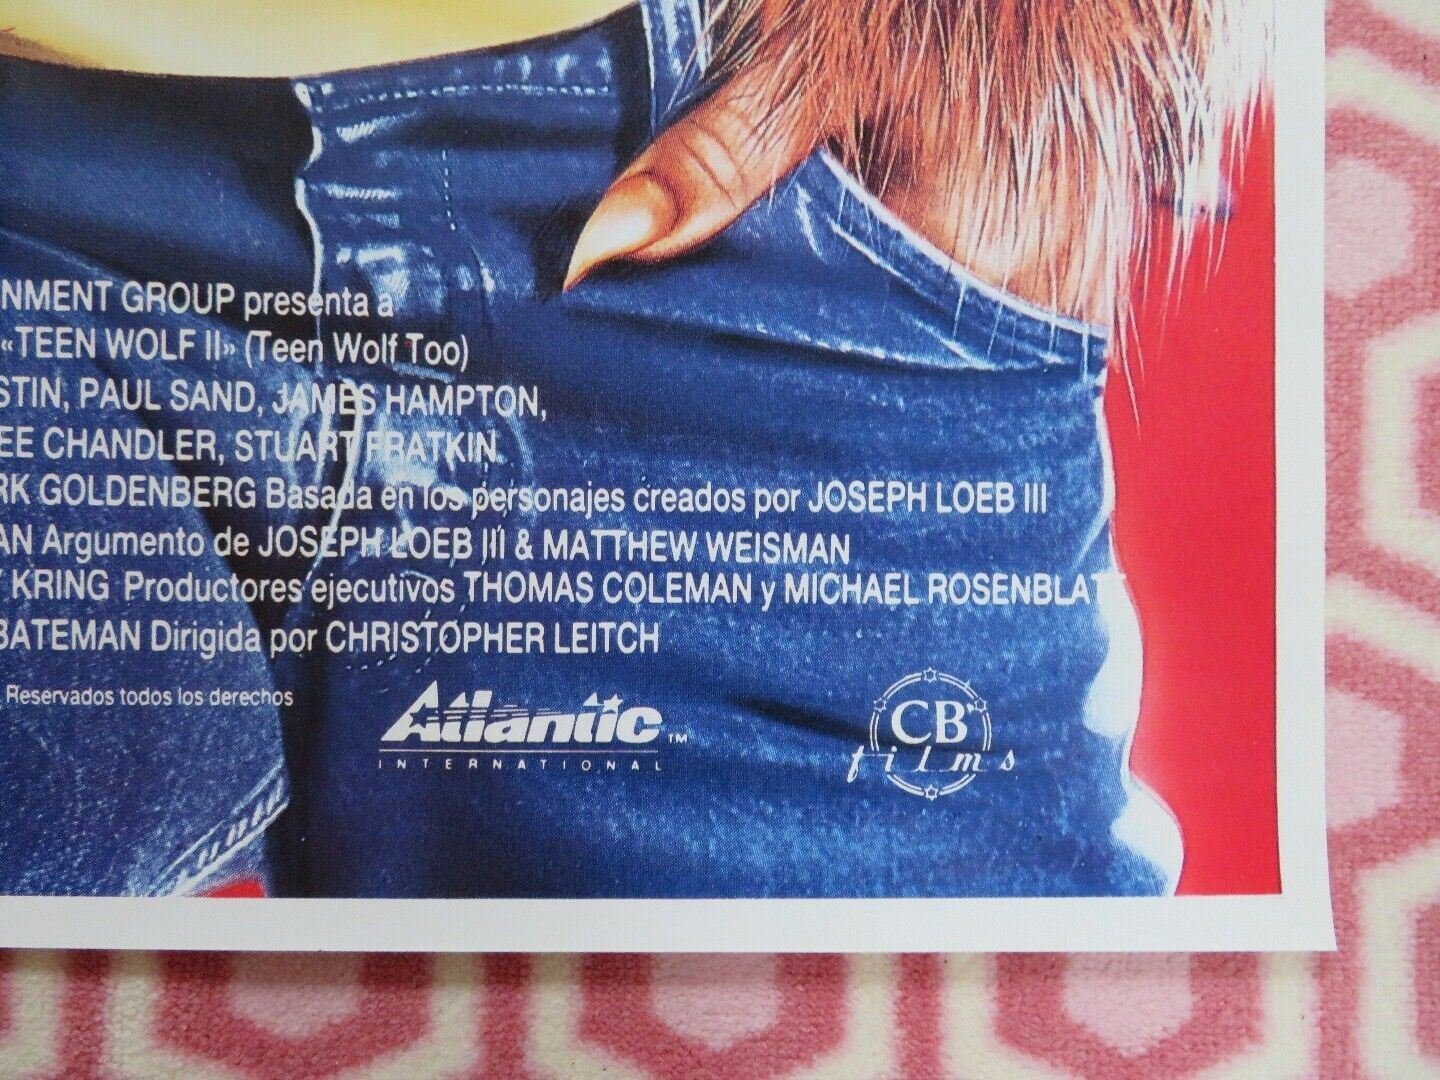 NMENT GROUP presenta a
«TEEN WOLF II» (Teen Wolf Too)
STIN, PAUL SAND, JAMES HAMPTON,
EE CHANDLER, STUART FRATKIN
RK GOLDENBERG Basada en los personajes creados por JOSEPH LOEB III
AN Argumento de JOSEPH LOEB III & MATTHEW WEISMAN
KRING Productores ejecutivos THOMAS COLEMAN y MICHAEL ROSENBLATT
BATEMAN Dirigida por CHRISTOPHER LEITCH
Reservados todos los derechos
Atlantic ™
INTERNATIONAL
CB
films